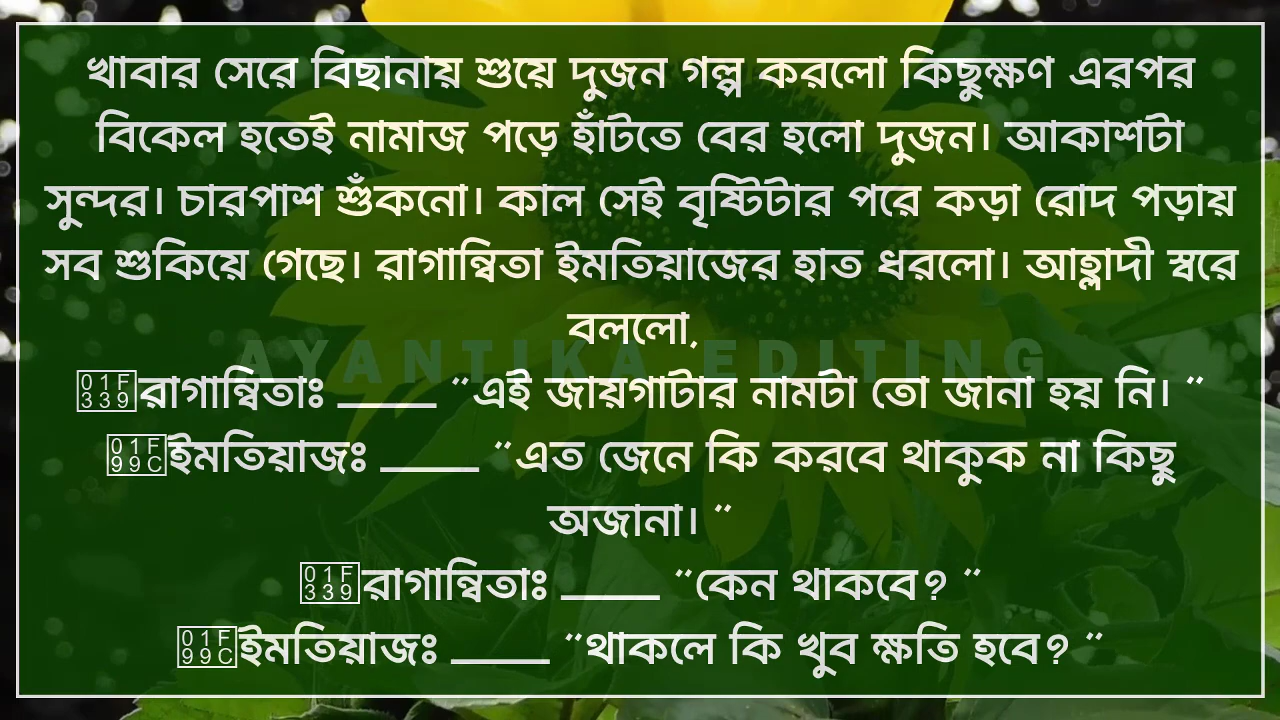 খাবার সেরে বিছানায় শুয়ে দুজন গল্প করলো কিছুক্ষণ এরপর
বিকেল হতেই নামাজ পড়ে হাঁটতে বের হলো দুজন। আকাশটা
সুন্দর। চারপাশ শুঁকনো। কাল সেই বৃষ্টিটার পরে কড়া রোদ পড়ায়
সব শুকিয়ে গেছে। রাগান্বিতা ইমতিয়াজের হাত ধরলো। আহ্লাদী স্বরে
বললো,
AYANTIKA EDITING
🌹রাগান্বিতাঃ ____ “এই জায়গাটার নামটা তো জানা হয় নি। ”
🦜ইমতিয়াজঃ ____ “এত জেনে কি করবে থাকুক না কিছু
অজানা। ”
🌹রাগান্বিতাঃ ____ “কেন থাকবে? ”
🦜ইমতিয়াজঃ ____ “থাকলে কি খুব ক্ষতি হবে? ”